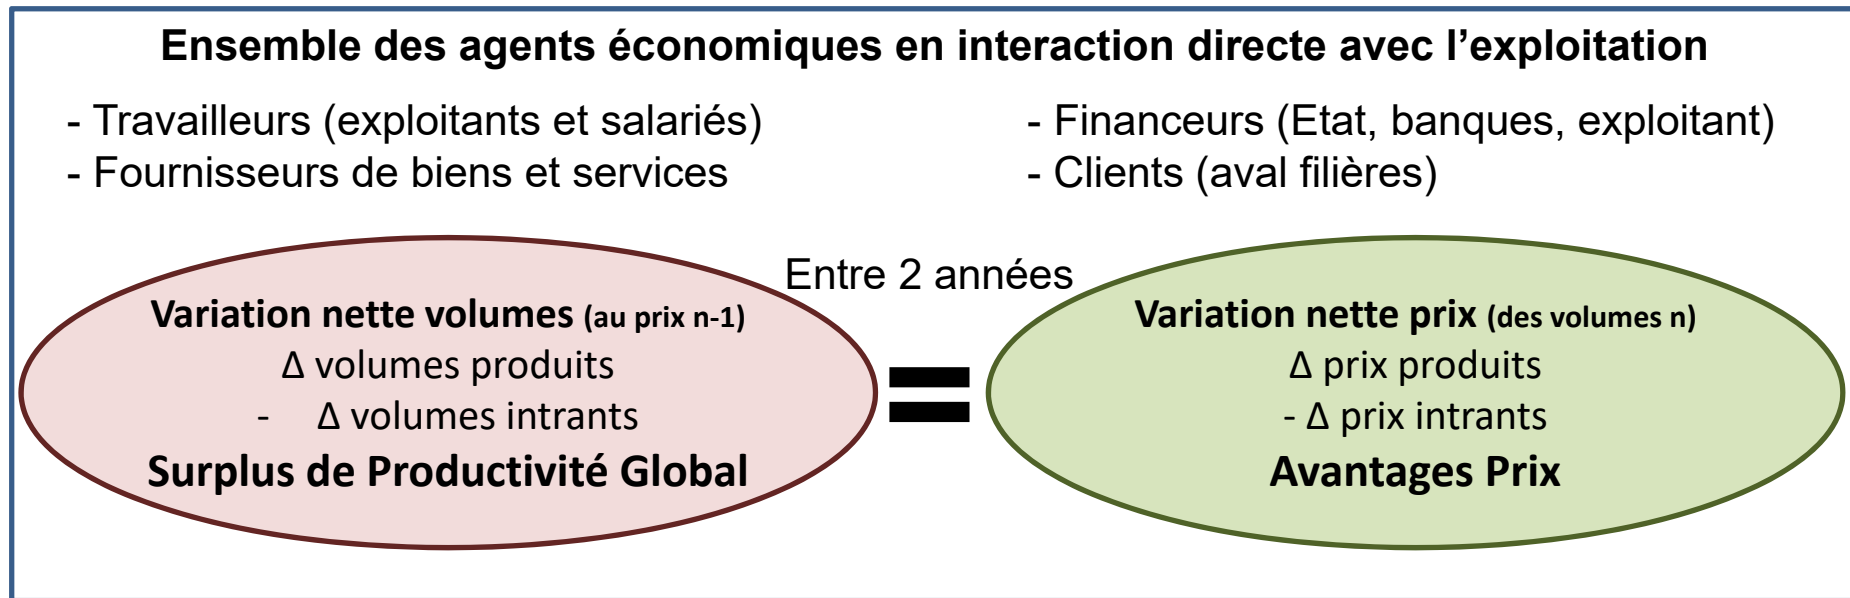 Ensemble des agents économiques en interaction directe avec l’exploitation
- Travailleurs (exploitants et salariés)
- Fournisseurs de biens et services
- Financeurs (Etat, banques, exploitant)
- Clients (aval filières)
Entre 2 années
Variation nette volumes (au prix n-1)
Δ volumes produits
- Δ volumes intrants
Surplus de Productivité Global
=
Variation nette prix (des volumes n)
Δ prix produits
- Δ prix intrants
Avantages Prix